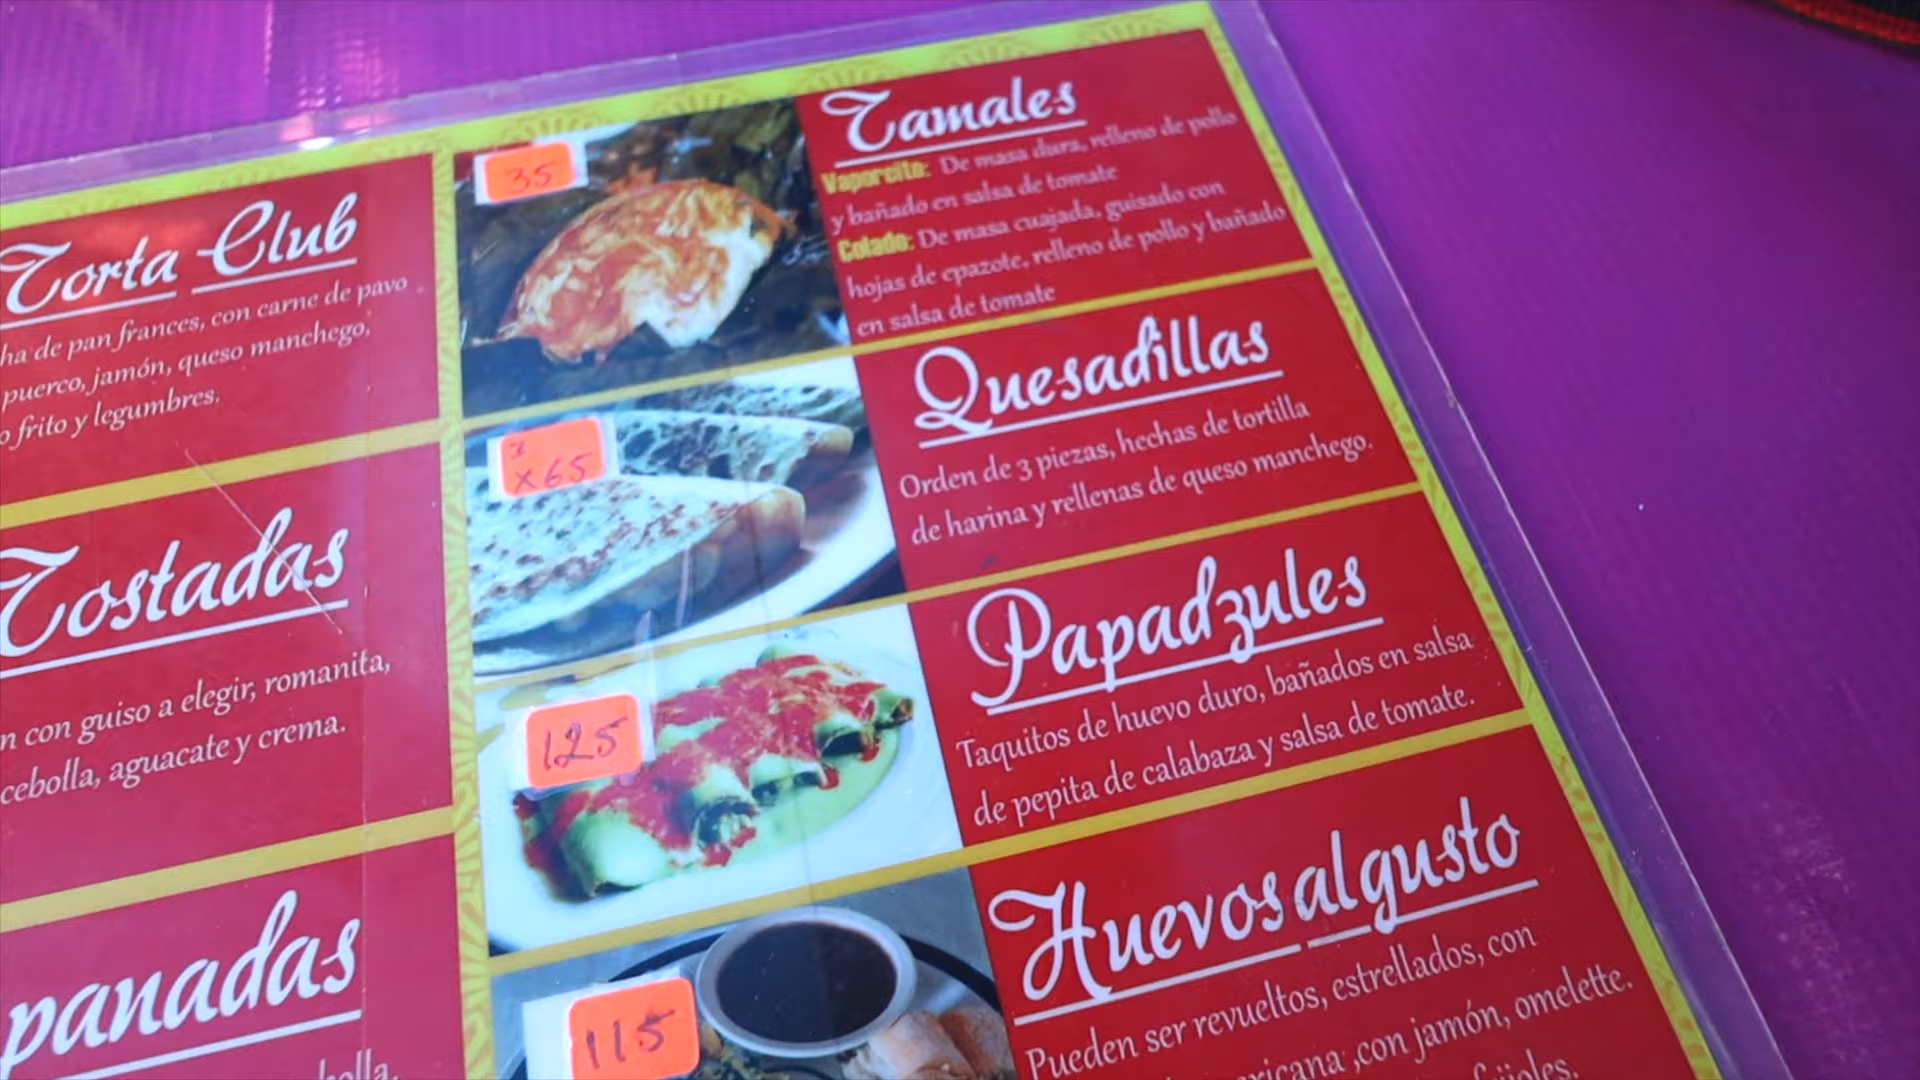 Torta Club
de pan frances, con carne de pavo
puerco, jamón, queso manchego,
frito y legumbres.
Tostadas
con guiso a elegir, romanita,
cebolla, aguacate y crema.
panadas
35
Tamales
Vaporcito: De masa dura, relleno de pollo
y bañado en salsa de tomate
Colado: De masa cuajada, guisado con
hojas de epazote, relleno de pollo y bañado
en salsa de tomate
x65
Quesadillas
Orden de 3 piezas, hechas de tortilla
de harina y rellenas de queso manchego.
125
Papadzules
Taquitos de huevo duro, bañados en salsa
de pepita de calabaza y salsa de tomate.
115
Huevos al gusto
Pueden ser revueltos, estrellados, con
,con jamón, omelette.